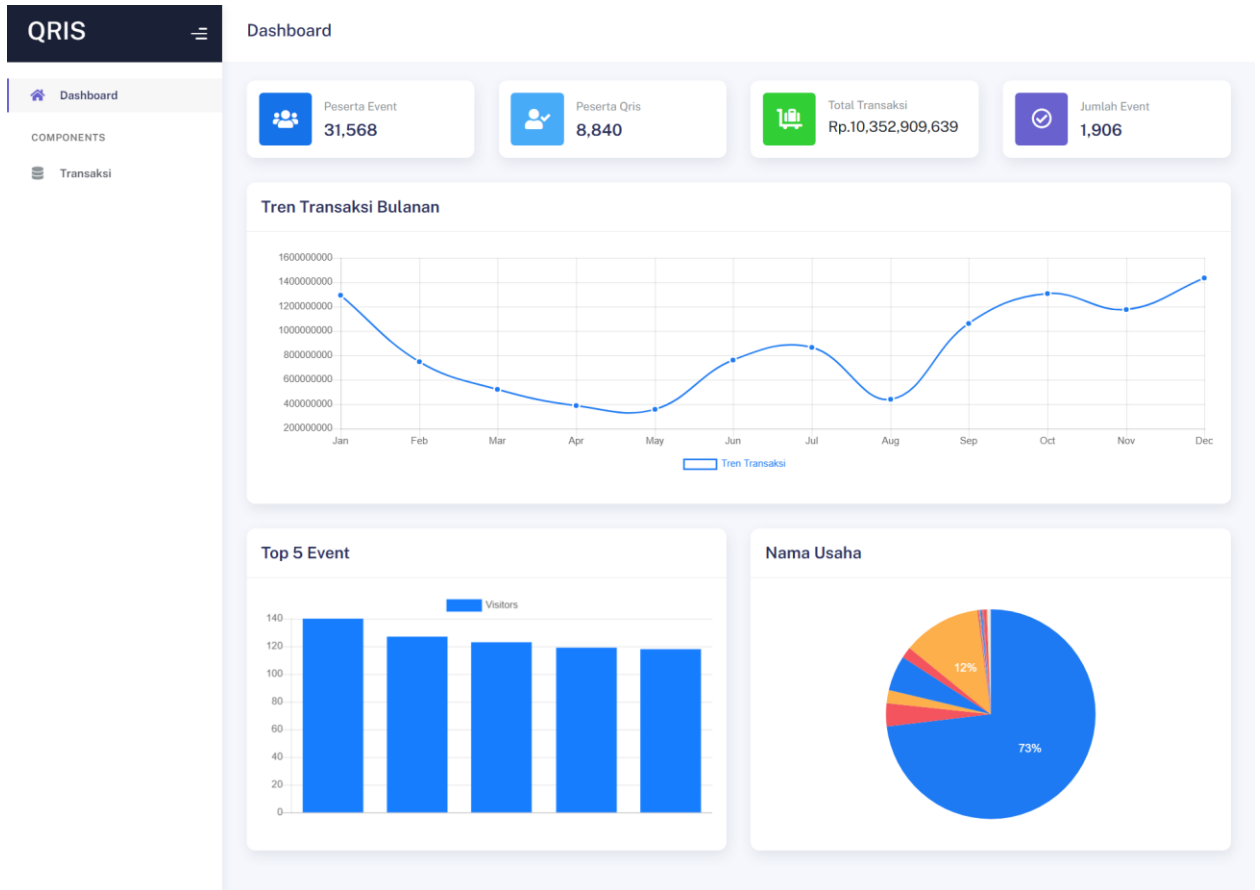 QRIS
Dashboard
Dashboard
COMPONENTS
Transaksi
Peserta Event
31,568
Peserta Qris
8,840
Total Transaksi
Rp.10,352,909,639
Jumlah Event
1,906
Tren Transaksi Bulanan
1600000000
1400000000
1200000000
1000000000
800000000
600000000
400000000
200000000
Jan Feb Mar Apr May Jun Jul Aug Sep Oct Nov Dec
Tren Transaksi
Top 5 Event
Visitors
140
120
100
80
60
40
20
0
Nama Usaha
12%
73%